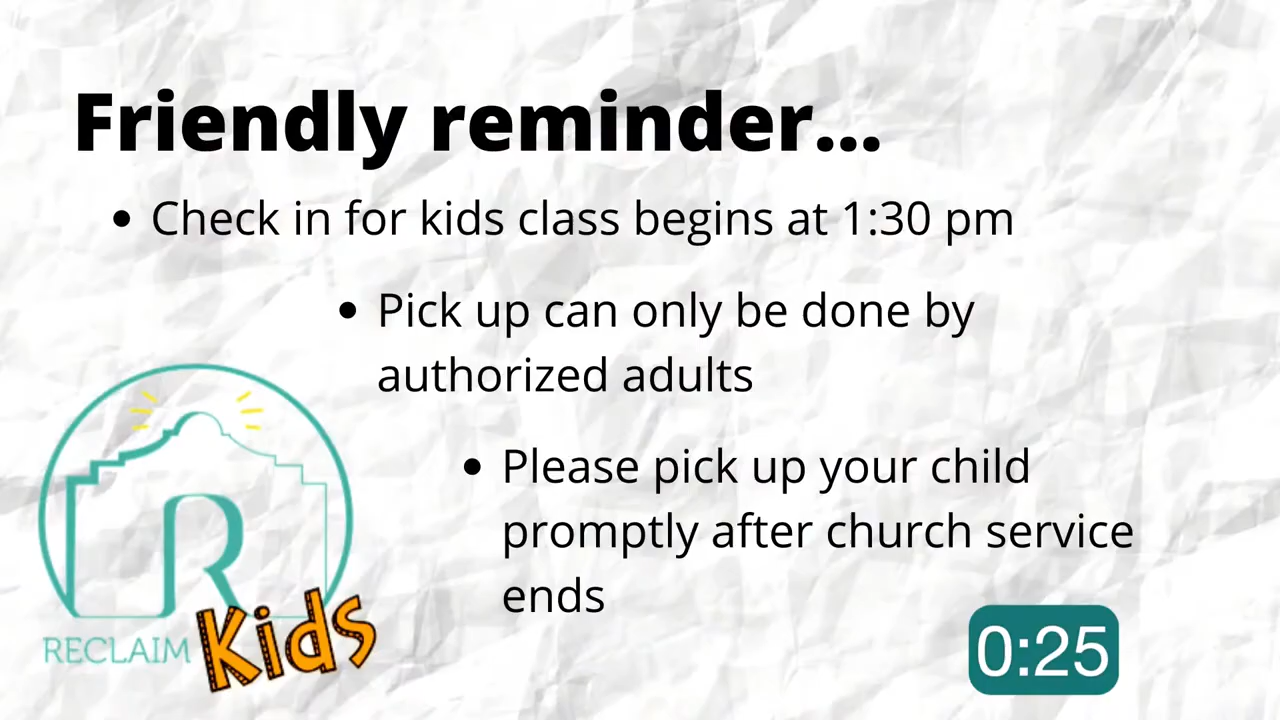 Friendly reminder...
• Check in for kids class begins at 1:30 pm
• Pick up can only be done by
authorized adults
• Please pick up your child
promptly after church service
ends
R
RECLAIM Kids
0:25